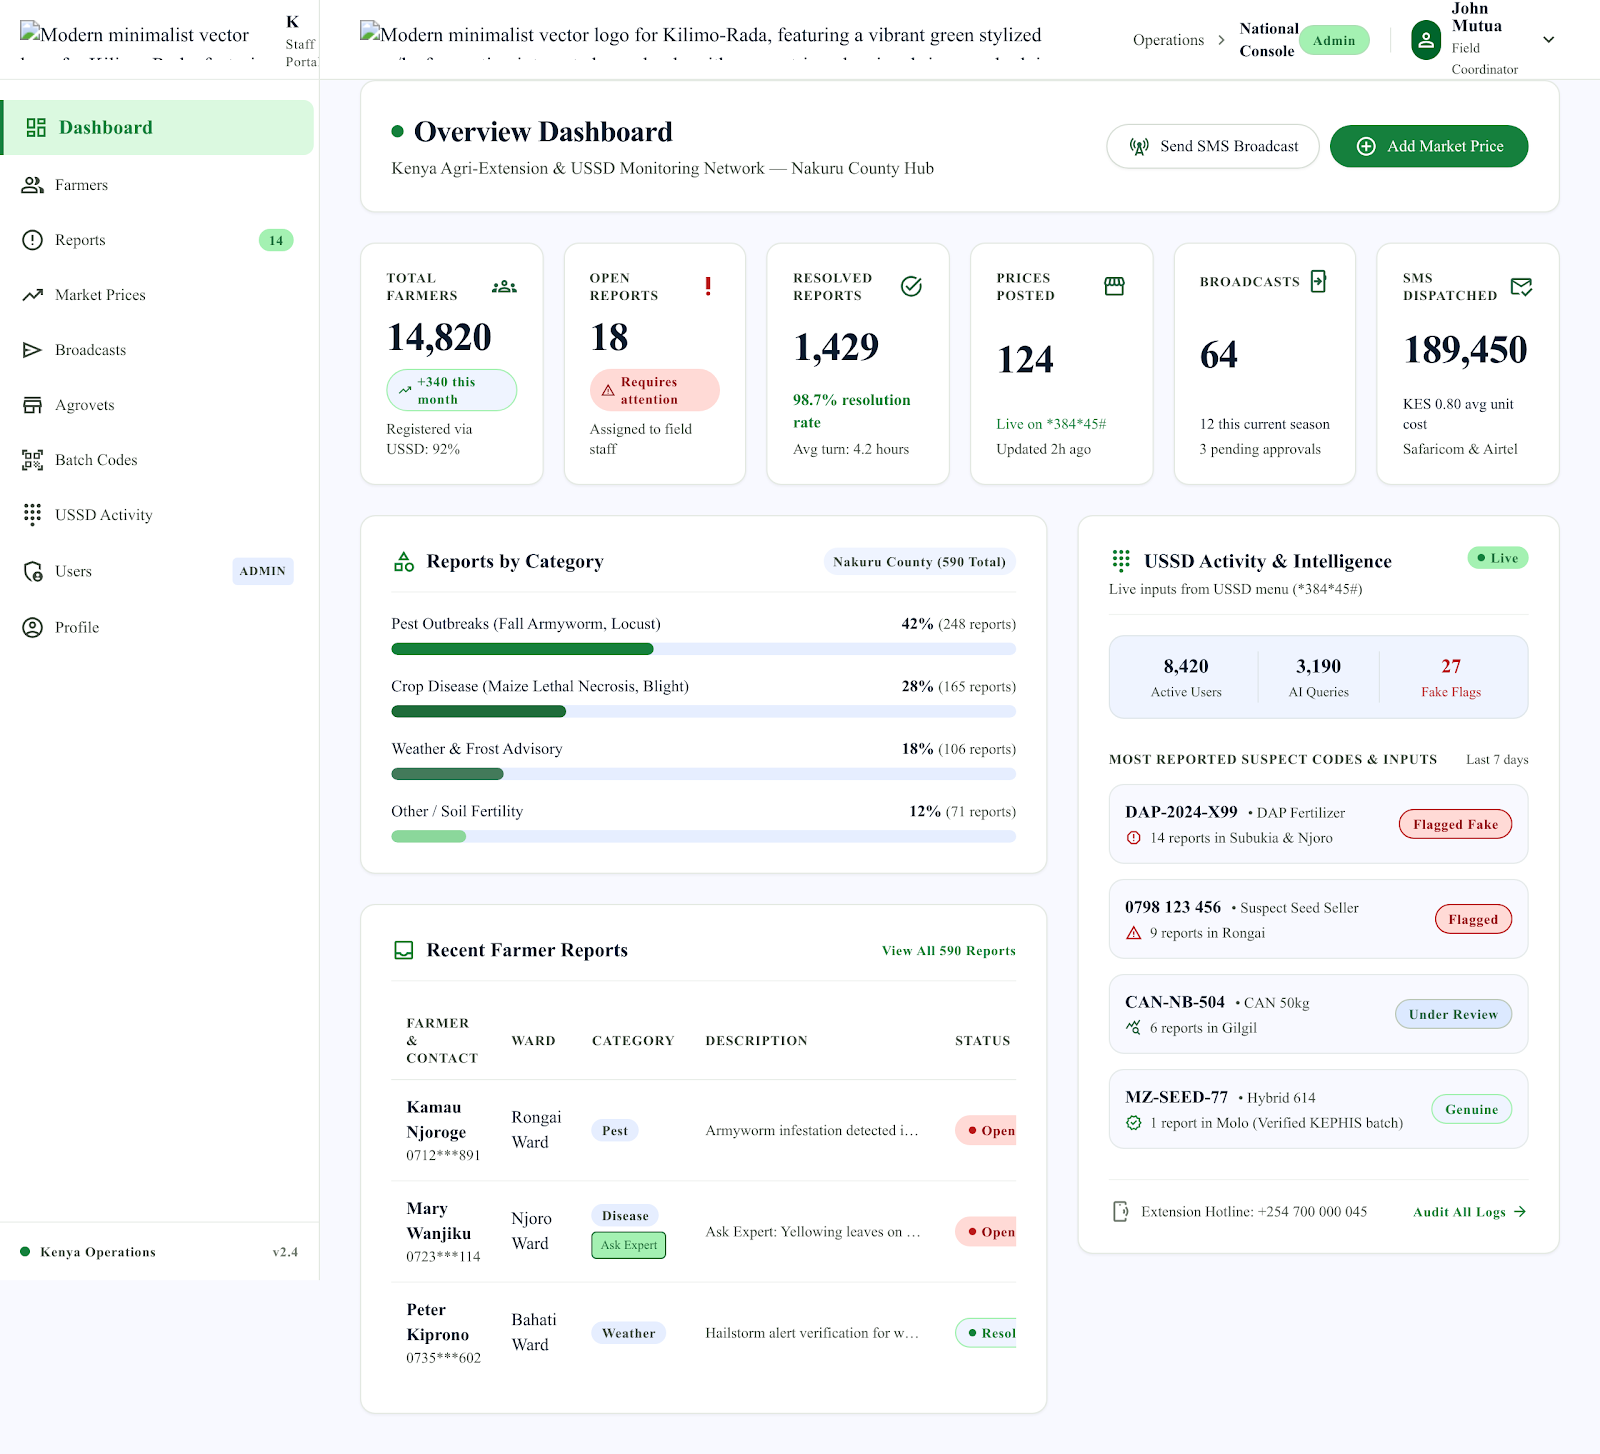 Modern minimalist vector
K
Staff
Porta
Modern minimalist vector logo for Kilimo-Rada, featuring a vibrant green stylized
Operations
National
Console
Admin
John
Mutua
Field
Coordinator
Dashboard
Farmers
Reports
14
Market Prices
Broadcasts
Agrovets
Batch Codes
USSD Activity
Users
ADMIN
Profile
Kenya Operations
v2.4
Overview Dashboard
Kenya Agri-Extension & USSD Monitoring Network — Nakuru County Hub
Send SMS Broadcast
Add Market Price
TOTAL
FARMERS
14,820
+340 this
month
Registered via
USSD: 92%
OPEN
REPORTS
18
Requires
attention
Assigned to field
staff
RESOLVED
REPORTS
1,429
98.7% resolution
rate
Avg turn: 4.2 hours
PRICES
POSTED
124
Live on *384*45#
Updated 2h ago
BROADCASTS
64
12 this current season
3 pending approvals
SMS
DISPATCHED
189,450
KES 0.80 avg unit
cost
Safaricom & Airtel
Reports by Category
Nakuru County (590 Total)
Pest Outbreaks (Fall Armyworm, Locust)
42% (248 reports)
Crop Disease (Maize Lethal Necrosis, Blight)
28% (165 reports)
Weather & Frost Advisory
18% (106 reports)
Other / Soil Fertility
12% (71 reports)
Recent Farmer Reports
View All 590 Reports
FARMER
&
CONTACT
WARD
CATEGORY
DESCRIPTION
STATUS
Kamau
Njoroge
0712***891
Rongai
Ward
Pest
Armyworm infestation detected i…
Open
Mary
Wanjiku
0723***114
Njoro
Ward
Disease
Ask Expert
Ask Expert: Yellowing leaves on …
Open
Peter
Kiprono
0735***602
Bahati
Ward
Weather
Hailstorm alert verification for w…
Resol
USSD Activity & Intelligence
Live
Live inputs from USSD menu (*384*45#)
8,420
Active Users
3,190
AI Queries
27
Fake Flags
MOST REPORTED SUSPECT CODES & INPUTS
Last 7 days
DAP-2024-X99 • DAP Fertilizer
14 reports in Subukia & Njoro
Flagged Fake
0798 123 456 • Suspect Seed Seller
9 reports in Rongai
Flagged
CAN-NB-504 • CAN 50kg
6 reports in Gilgil
Under Review
MZ-SEED-77 • Hybrid 614
1 report in Molo (Verified KEPHIS batch)
Genuine
Extension Hotline: +254 700 000 045
Audit All Logs